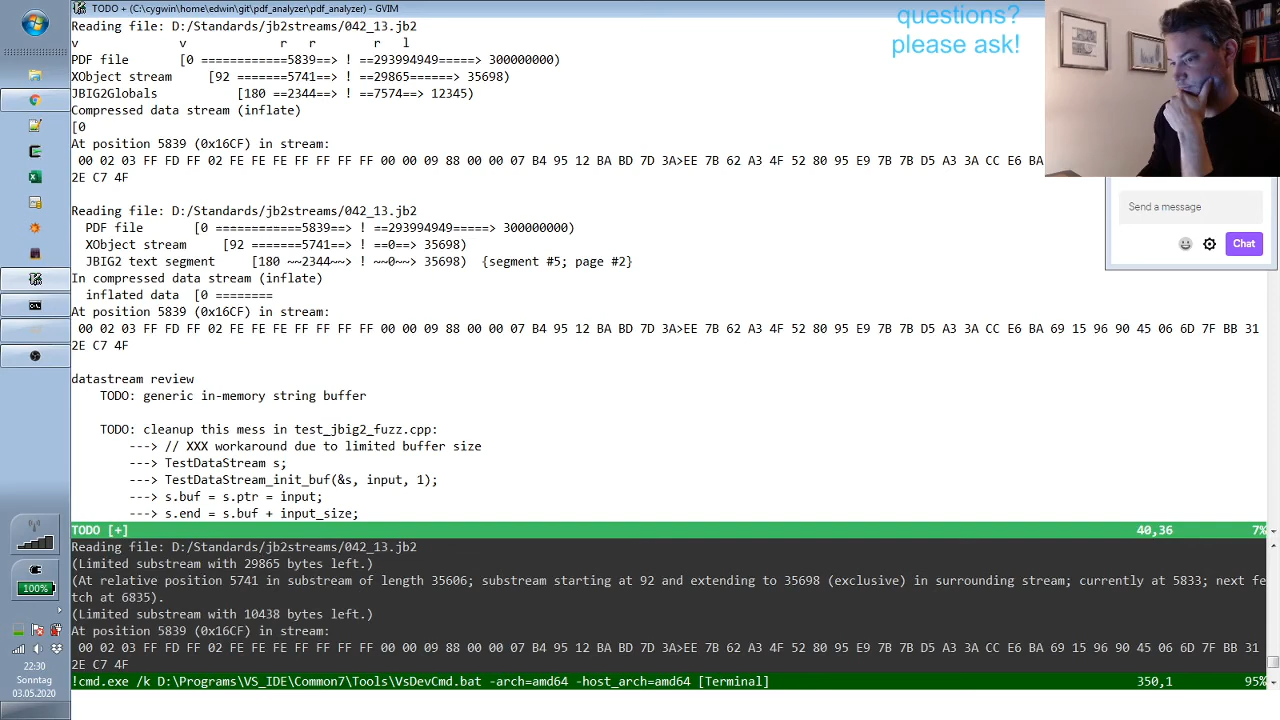 TODO + (C:\cygwin\home\edwin\git\pdf_analyzer\pdf_analyzer) - GVIM
questions?
please ask!
Reading file: D:/Standards/jb2streams/042_13.jb2
v v r r r l
PDF file [0 ============5839==> ! ==293994949=====> 300000000)
XObject stream [92 =======5741==> ! ==29865======> 35698)
JBIG2Globals [180 ==2344==> ! ==7574==> 12345)
Compressed data stream (inflate)
[0
At position 5839 (0x16CF) in stream:
00 02 03 FF FD FF 02 FE FE FE FF FF FF FF 00 00 09 88 00 00 07 B4 95 12 BA BD 7D 3A>EE 7B 62 A3 4F 52 80 95 E9 7B 7B D5 A3 3A CC E6 BA
2E C7 4F
Reading file: D:/Standards/jb2streams/042_13.jb2
PDF file [0 ============5839==> ! ==293994949=====> 300000000)
XObject stream [92 =======5741==> ! ==0==> 35698)
JBIG2 text segment [180 ~~2344~~> ! ~~0~~> 35698) {segment #5; page #2}
In compressed data stream (inflate)
inflated data [0 ========
At position 5839 (0x16CF) in stream:
00 02 03 FF FD FF 02 FE FE FE FF FF FF FF 00 00 09 88 00 00 07 B4 95 12 BA BD 7D 3A>EE 7B 62 A3 4F 52 80 95 E9 7B 7B D5 A3 3A CC E6 BA 69 15 96 90 45 06 6D 7F BB 31
2E C7 4F
datastream review
TODO: generic in-memory string buffer
TODO: cleanup this mess in test_jbig2_fuzz.cpp:
---> // XXX workaround due to limited buffer size
---> TestDataStream s;
---> TestDataStream_init_buf(&s, input, 1);
---> s.buf = s.ptr = input;
---> s.end = s.buf + input_size;
TODO [+] 40,36 7%
Reading file: D:/Standards/jb2streams/042_13.jb2
(Limited substream with 29865 bytes left.)
(At relative position 5741 in substream of length 35606; substream starting at 92 and extending to 35698 (exclusive) in surrounding stream; currently at 5833; next fe
tch at 6835).
(Limited substream with 10438 bytes left.)
At position 5839 (0x16CF) in stream:
00 02 03 FF FD FF 02 FE FE FE FF FF FF FF 00 00 09 88 00 00 07 B4 95 12 BA BD 7D 3A>EE 7B 62 A3 4F 52 80 95 E9 7B 7B D5 A3 3A CC E6 BA 69 15 96 90 45 06 6D 7F BB 31
2E C7 4F
!cmd.exe /k D:\Programs\VS_IDE\Common7\Tools\VsDevCmd.bat -arch=amd64 -host_arch=amd64 [Terminal] 350,1 95%
Send a message
Chat
100%
22:30
Sonntag
03.05.2020